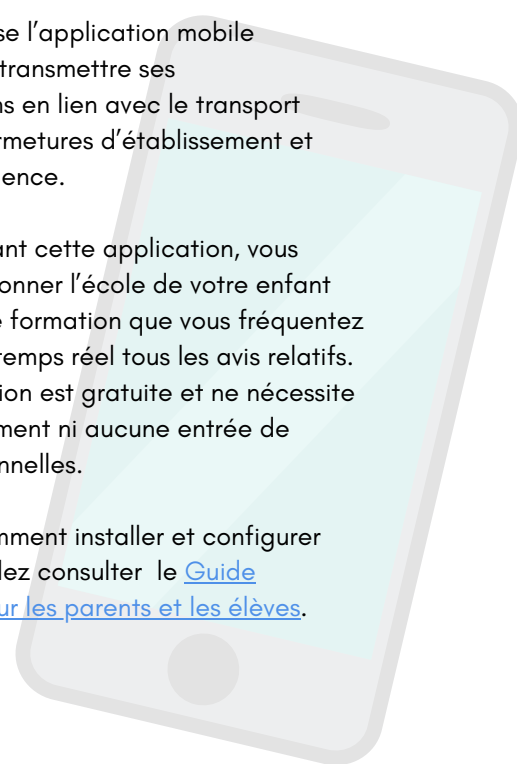 se l’application mobile
transmettre ses
ns en lien avec le transport
rmetures d’établissement et
ence.
ant cette application, vous
onner l’école de votre enfant
e formation que vous fréquentez
temps réel tous les avis relatifs.
ion est gratuite et ne nécessite
ment ni aucune entrée de
nnelles.
mment installer et configurer
lez consulter le Guide
ur les parents et les élèves.